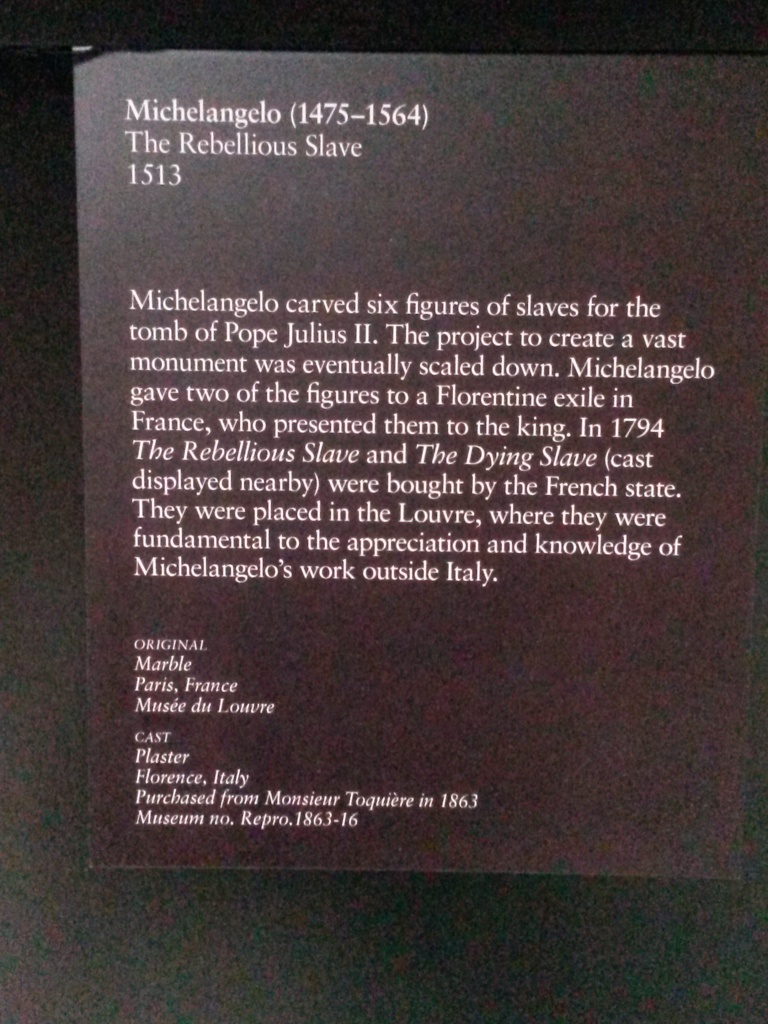 Michelangelo (1475–1564)
The Rebellious Slave
1513
Michelangelo carved six figures of slaves for the
tomb of Pope Julius II. The project to create a vast
monument was eventually scaled down. Michelangelo
gave two of the figures to a Florentine exile in
France, who presented them to the king. In 1794
The Rebellious Slave and The Dying Slave (cast
displayed nearby) were bought by the French state.
They were placed in the Louvre, where they were
fundamental to the appreciation and knowledge of
Michelangelo's work outside Italy.
ORIGINAL
Marble
Paris, France
Musée du Louvre
CAST
Plaster
Florence, Italy
Purchased from Monsieur Toquière in 1863
Museum no. Repro.1863-16